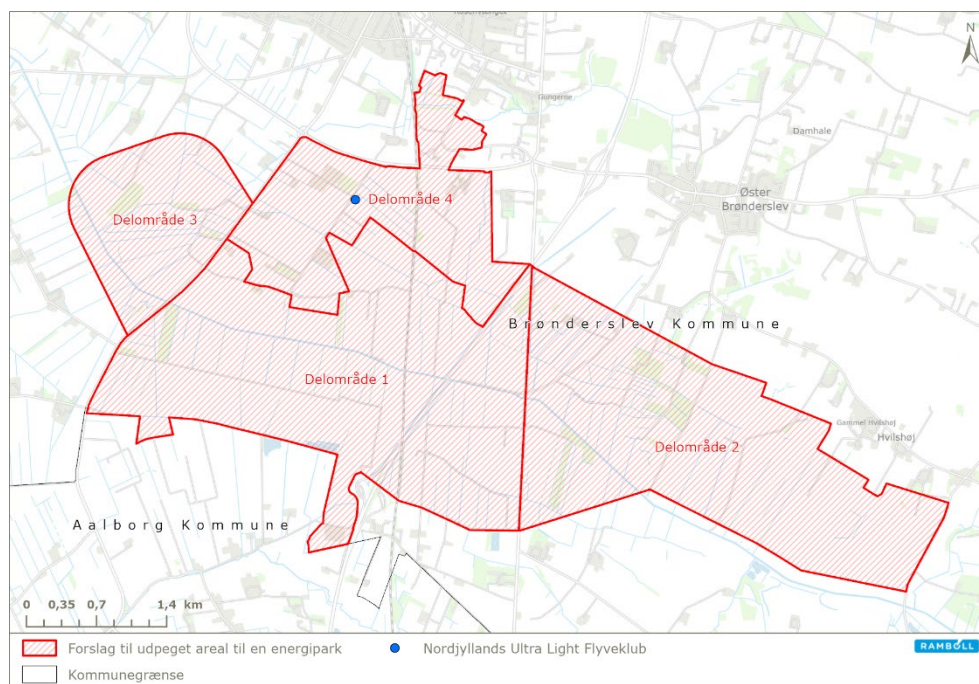 N
Gungerne
Damhale
Øster
Brønderslev
Delområde 4
Delområde 3
Brønderslev Kommune
Delområde 1
Gammel Hvilshøj
Hvilshøj
Delområde 2
Aalborg Kommune
0 0,35 0,7 1,4 km
Forslag til udpeget areal til en energipark
Nordjyllands Ultra Light Flyveklub
RAMBOLL
Kommunegrænse